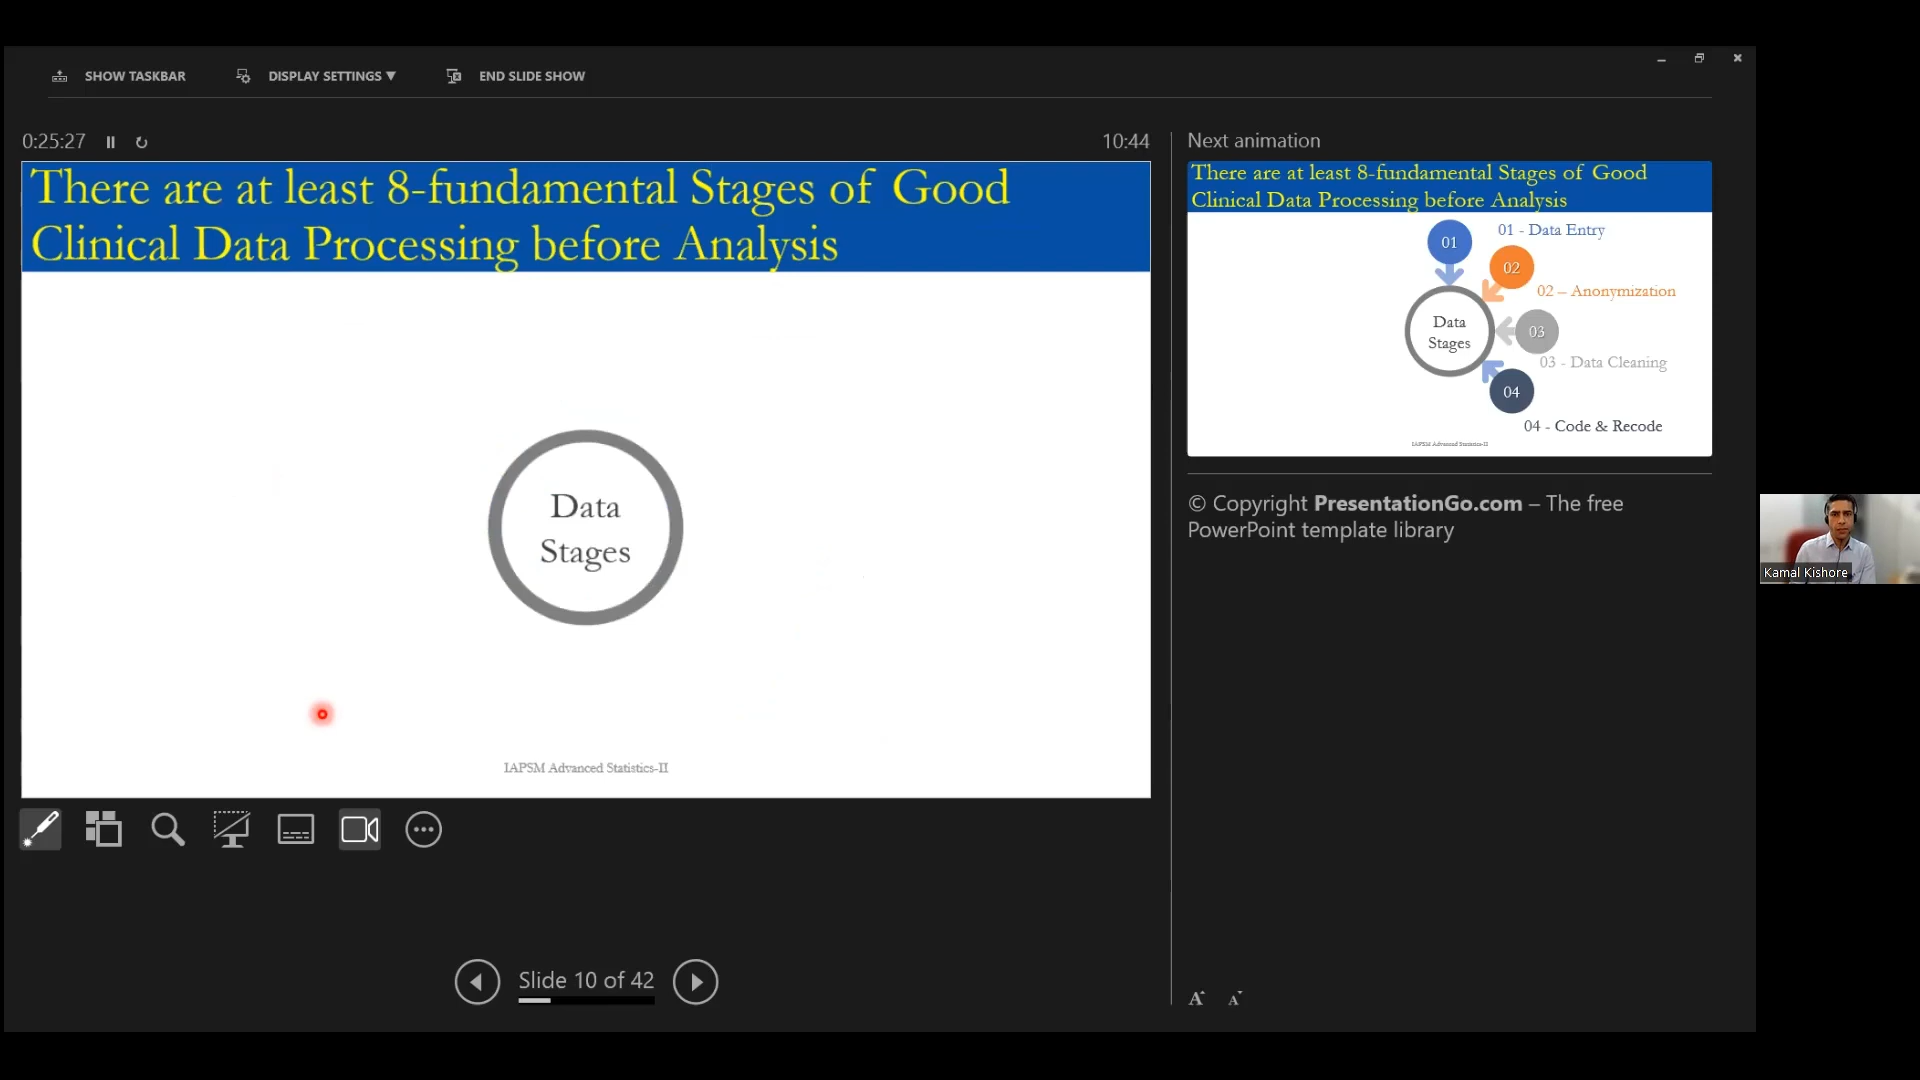 SHOW TASKBAR
DISPLAY SETTINGS ▼
END SLIDE SHOW
0:25:27
10:44
There are at least 8-fundamental Stages of Good
Clinical Data Processing before Analysis
Data
Stages
IAPSM Advanced Statistics-II
Slide 10 of 42
Next animation
There are at least 8-fundamental Stages of Good
Clinical Data Processing before Analysis
01
01 - Data Entry
02
02 – Anonymization
Data
Stages
03
03 - Data Cleaning
04
04 - Code & Recode
IAPSM Advanced Statistics-II
© Copyright PresentationGo.com – The free
PowerPoint template library
A A
Kamal Kishore